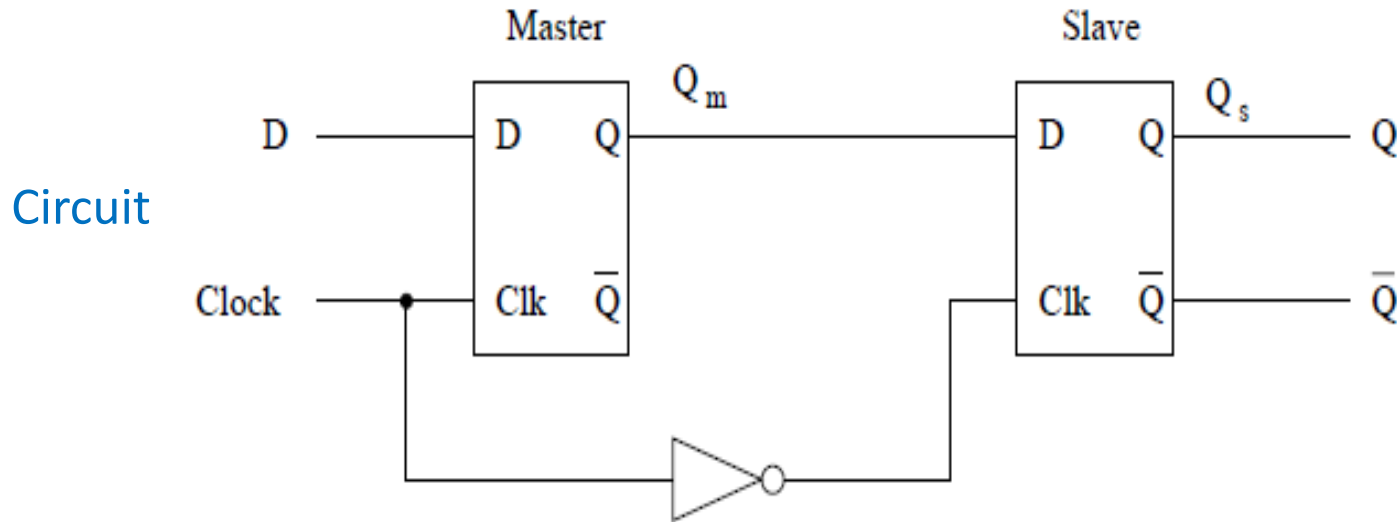 Master
Slave
Q m
Q s
D
D Q
D Q
Q
Circuit
Clock
Clk Q̅
Clk Q̅
Q̅